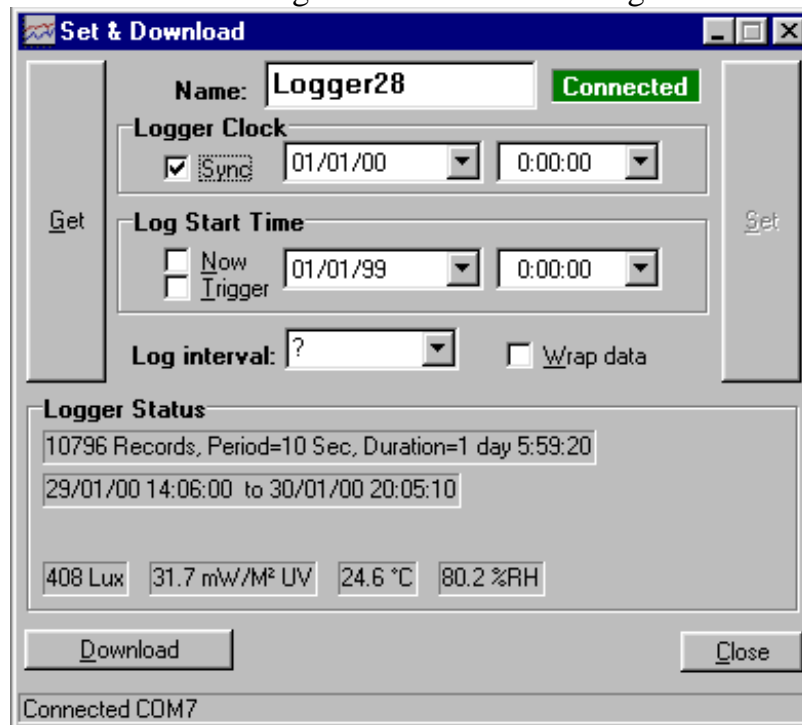 Set & Download
Name: Logger28 Connected
Logger Clock
Sync 01/01/00 0:00:00
Get Set
Log Start Time
Now
Trigger 01/01/99 0:00:00
Log interval: ? Wrap data
Logger Status
10796 Records, Period=10 Sec, Duration=1 day 5:59:20
29/01/00 14:06:00 to 30/01/00 20:05:10
408 Lux 31.7 mW/M² UV 24.6 °C 80.2 %RH
Download Close
Connected COM7